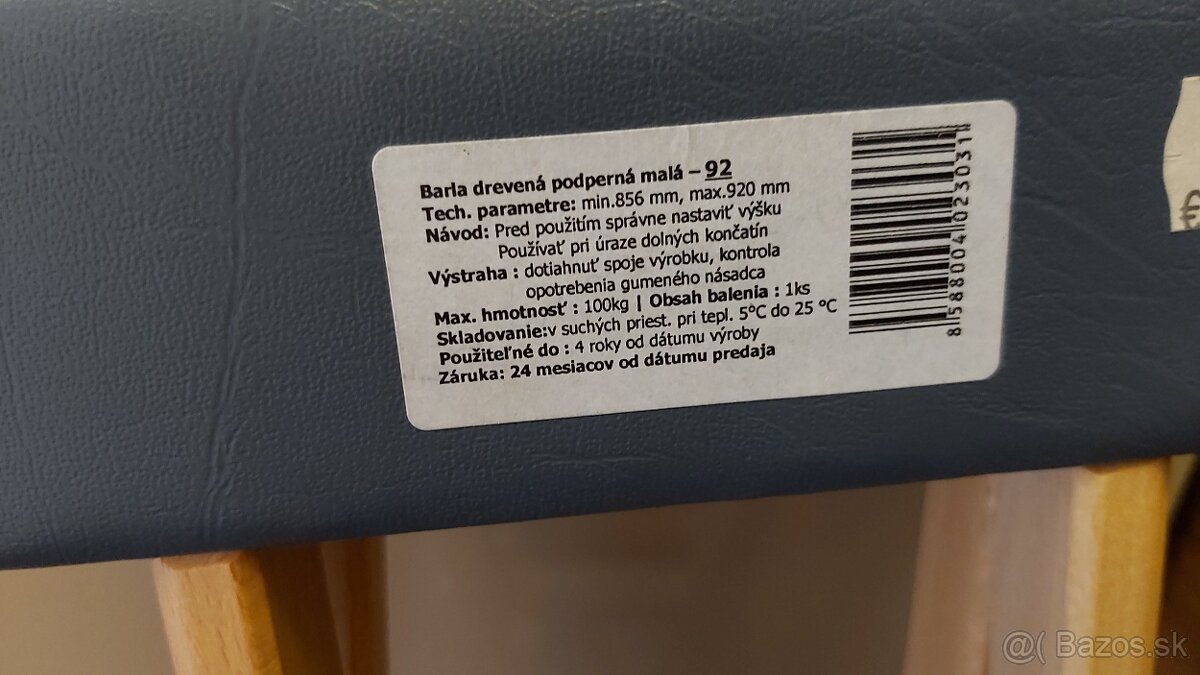 Barla drevená podperná malá – 92
Tech. parametre: min.856 mm, max.920 mm
Návod: Pred použitím správne nastaviť výšku
Používať pri úraze dolných končatín
Výstraha : dotiahnuť spoje výrobku, kontrola
opotrebenia gumeného násadca
Max. hmotnosť : 100kg | Obsah balenia : 1ks
Skladovanie:v suchých priest. pri tepl. 5°C do 25 °C
Použiteľné do : 4 roky od dátumu výroby
Záruka: 24 mesiacov od dátumu predaja
8588004023031
@( Bazos.sk